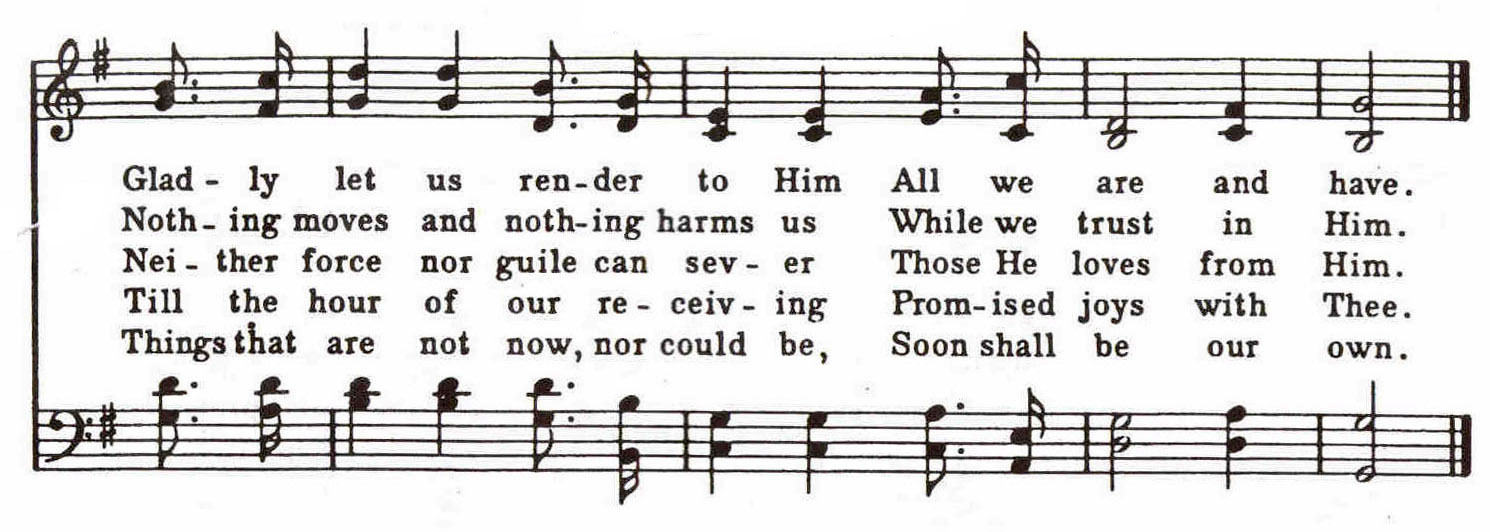 Glad - ly let us ren - der to Him All we are and have.
Noth - ing moves and noth - ing harms us While we trust in Him.
Nei - ther force nor guile can sev - er Those He loves from Him.
Till the hour of our re - ceiv - ing Prom - ised joys with Thee.
Things that are not now, nor could be, Soon shall be our own.